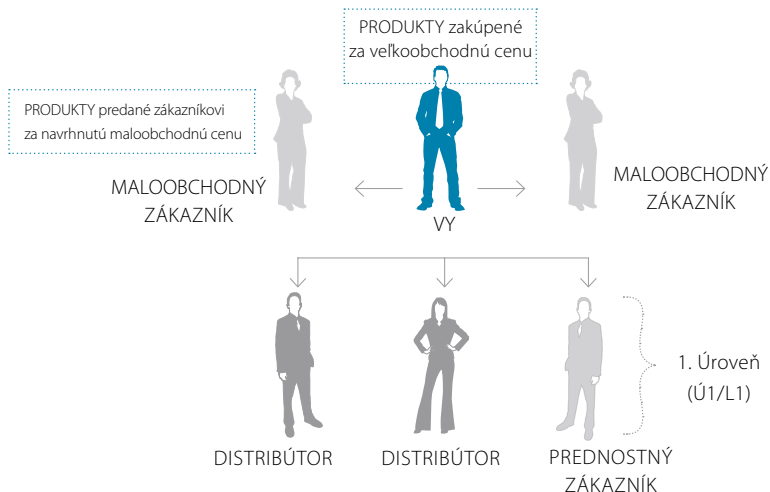 PRODUKTY zakúpené
za veľkoobchodnú cenu
PRODUKTY predané zákazníkovi
za navrhnutú maloobchodnú cenu
MALOOBCHODNÝ
ZÁKAZNÍK
VY
MALOOBCHODNÝ
ZÁKAZNÍK
1. Úroveň
(Ú1/L1)
DISTRIBÚTOR
DISTRIBÚTOR
PREDNOSTNÝ
ZÁKAZNÍK